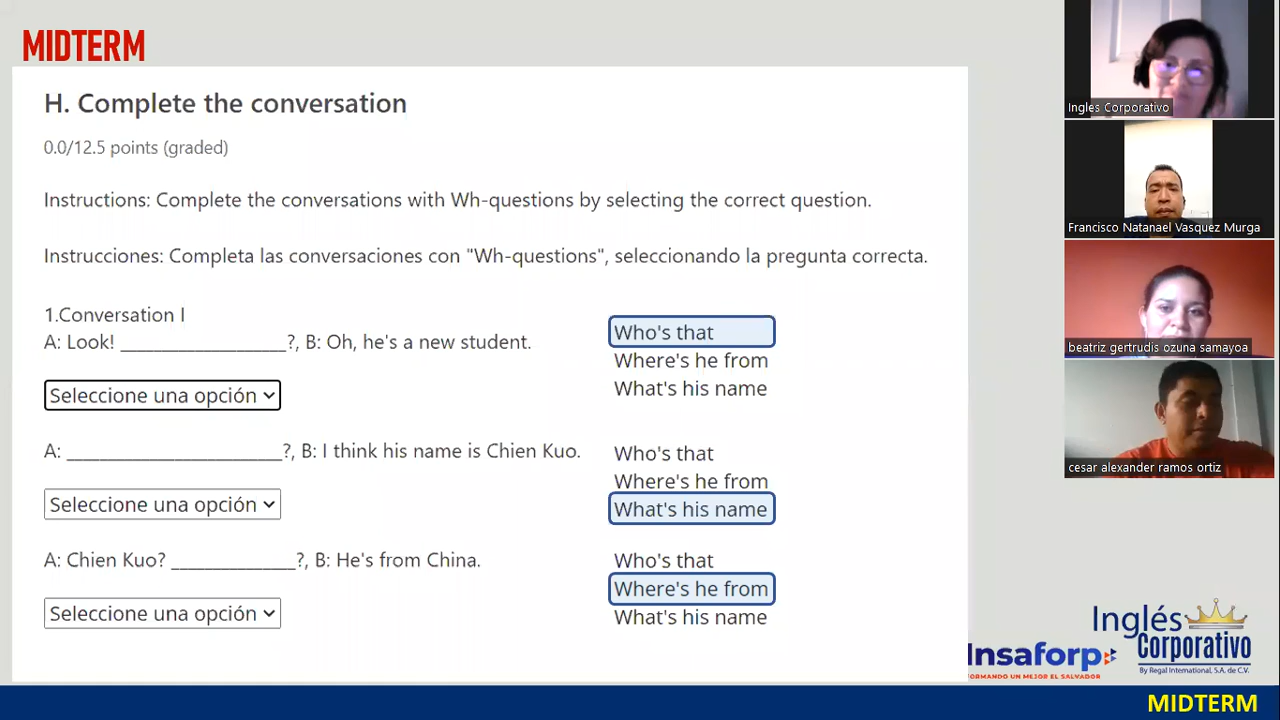 MIDTERM
H. Complete the conversation
0.0/12.5 points (graded)
Instructions: Complete the conversations with Wh-questions by selecting the correct question.
Instrucciones: Completa las conversaciones con "Wh-questions", seleccionando la pregunta correcta.
1.Conversation I
A: Look! __________________?, B: Oh, he's a new student.
Seleccione una opción
Who's that
Where's he from
What's his name
A: _______________________?, B: I think his name is Chien Kuo.
Seleccione una opción
Who's that
Where's he from
What's his name
A: Chien Kuo? _____________?, B: He's from China.
Seleccione una opción
Who's that
Where's he from
What's his name
Ingles Corporativo
Francisco Natanael Vasquez Murga
beatriz gertrudis ozuna samayoa
cesar alexander ramos ortiz
Insaforp
FORMANDO UN MEJOR EL SALVADOR
Inglés
Corporativo
By Regal International, S.A. de C.V.
MIDTERM